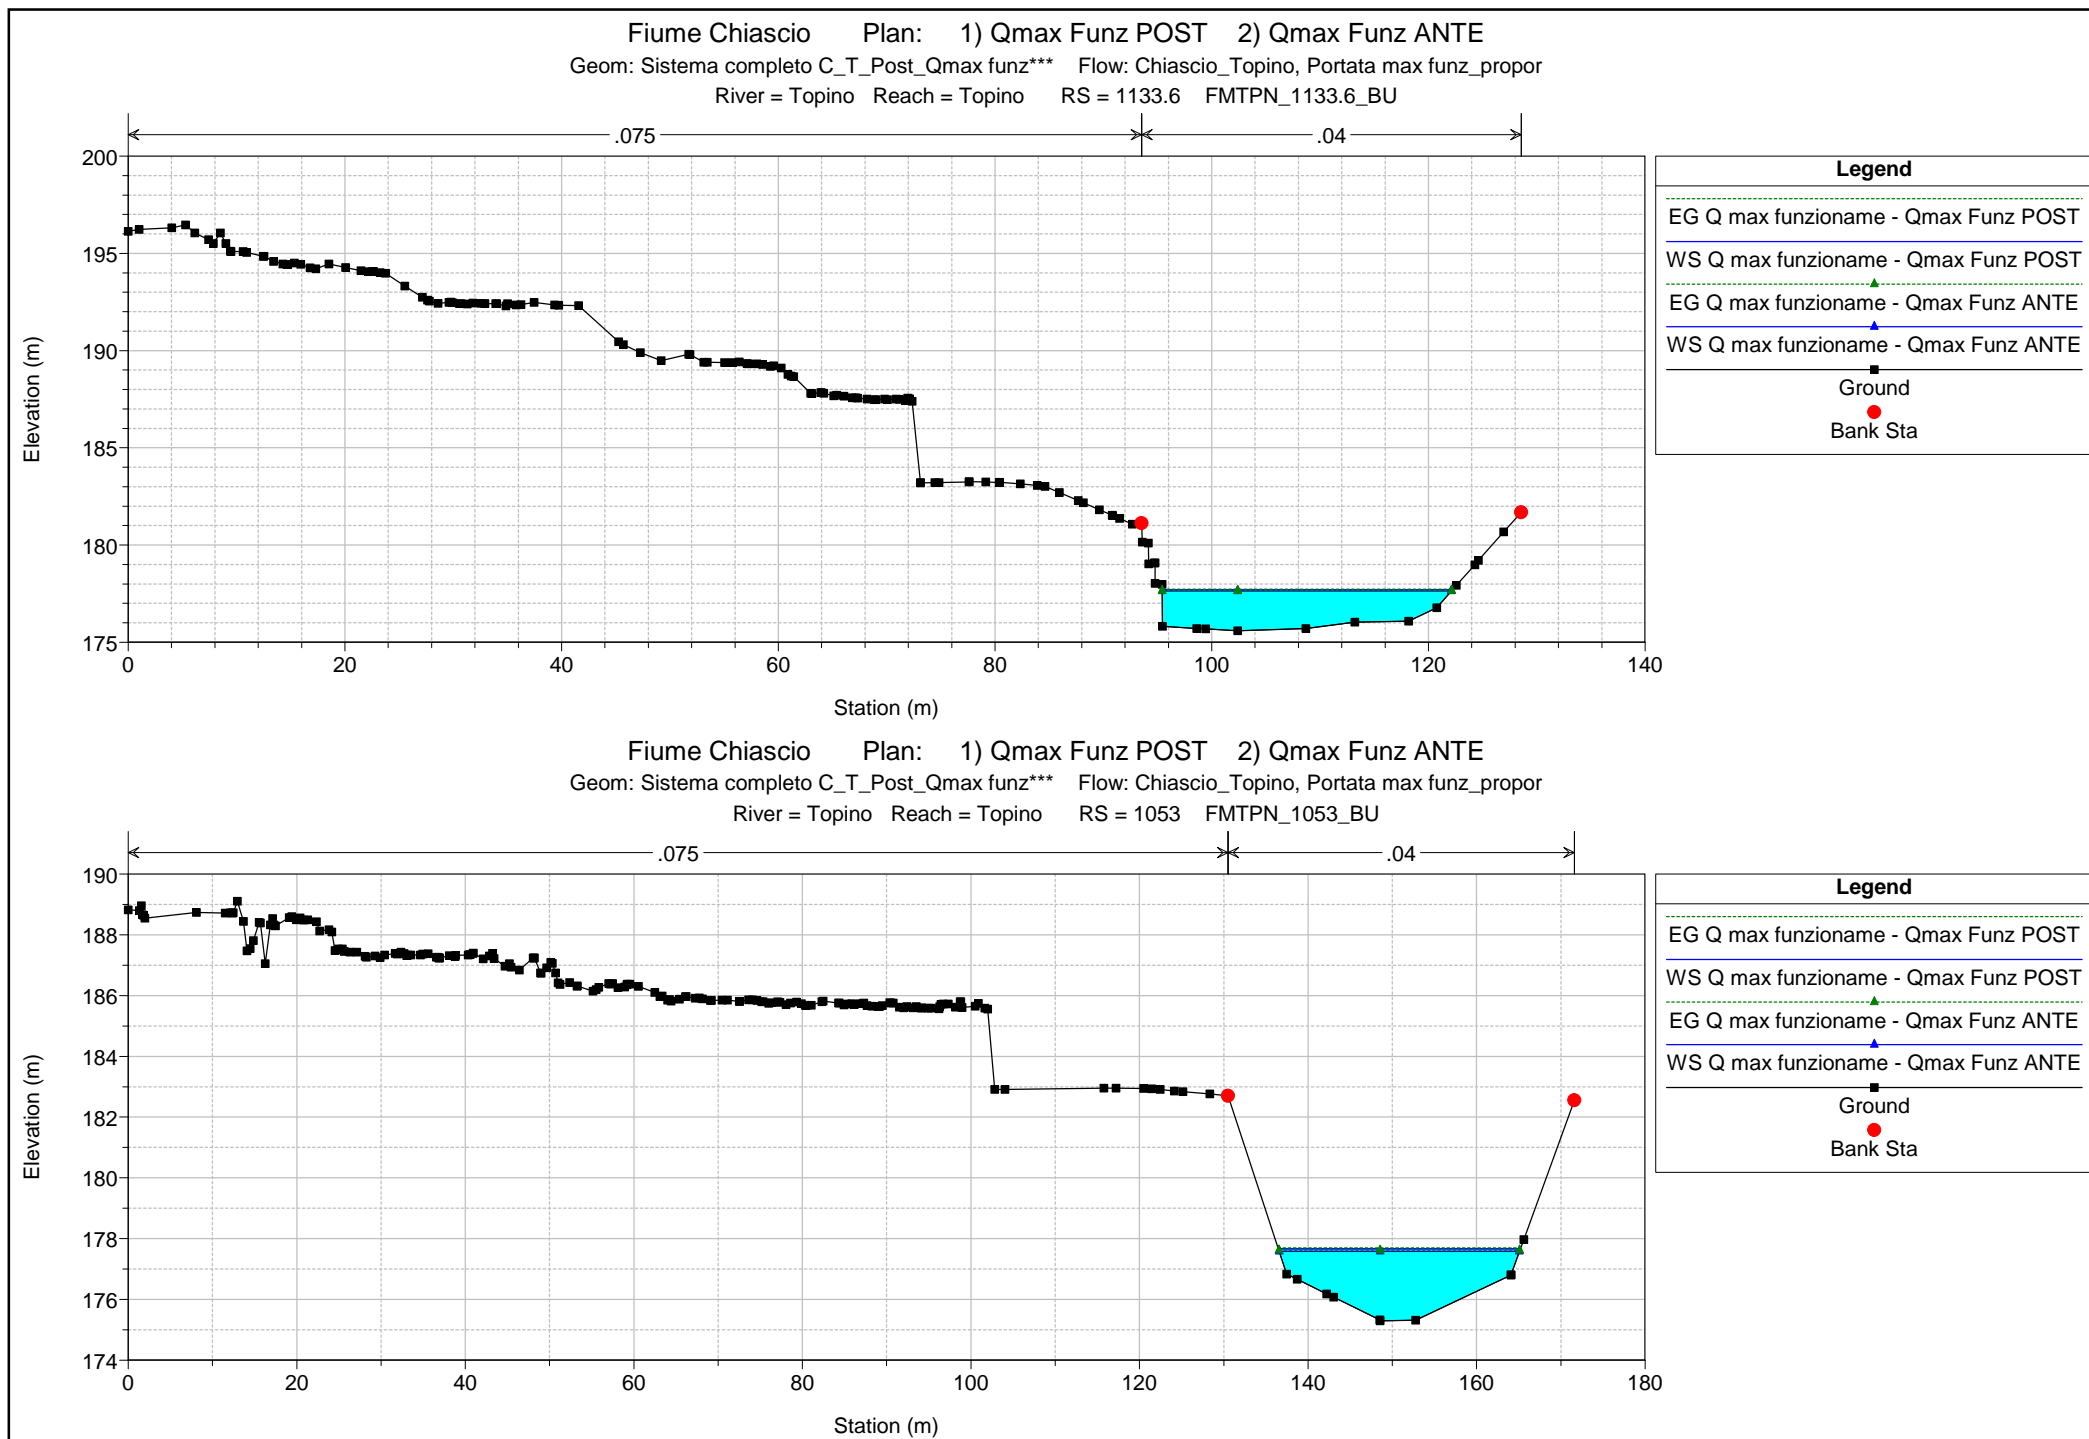 Fiume Chiascio Plan: 1) Qmax Funz POST 2) Qmax Funz ANTE
Geom: Sistema completo C_T_Post_Qmax funz*** Flow: Chiascio_Topino, Portata max funz_propor
River = Topino Reach = Topino RS = 1133.6 FMTPN_1133.6_BU
.075 .04
200
195
190
185
180
175
Elevation (m)
0 20 40 60 80 100 120 140
Station (m)
Legend
EG Q max funzioname - Qmax Funz POST
WS Q max funzioname - Qmax Funz POST
EG Q max funzioname - Qmax Funz ANTE
WS Q max funzioname - Qmax Funz ANTE
Ground
Bank Sta
Fiume Chiascio Plan: 1) Qmax Funz POST 2) Qmax Funz ANTE
Geom: Sistema completo C_T_Post_Qmax funz*** Flow: Chiascio_Topino, Portata max funz_propor
River = Topino Reach = Topino RS = 1053 FMTPN_1053_BU
.075 .04
190
188
186
184
182
180
178
176
174
Elevation (m)
0 20 40 60 80 100 120 140 160 180
Station (m)
Legend
EG Q max funzioname - Qmax Funz POST
WS Q max funzioname - Qmax Funz POST
EG Q max funzioname - Qmax Funz ANTE
WS Q max funzioname - Qmax Funz ANTE
Ground
Bank Sta